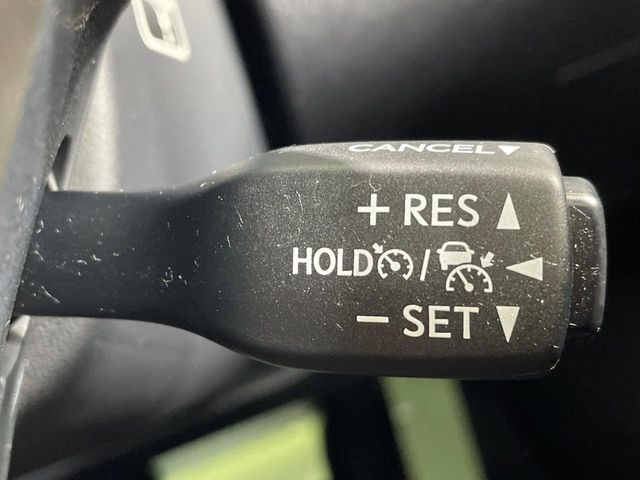 CANCEL▼
+ RES ▲
HOLD / ◀
− SET ▼